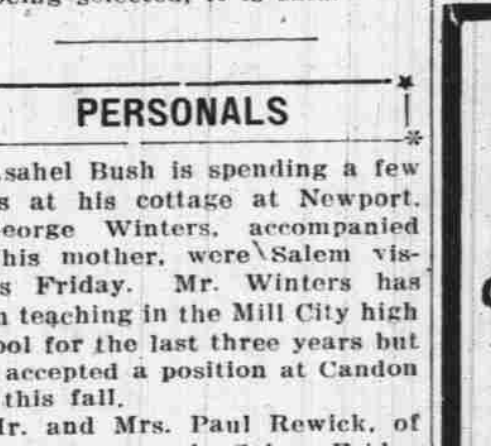 PERSONALS
sahel Bush is spending a few
s at his cottage at Newport.
eorge Winters, accompanied
his mother, were Salem vis-
s Friday. Mr. Winters has
n teaching in the Mill City high
ool for the last three years but
accepted a position at Candon
this fall.
Ir. and Mrs. Paul Rewick, of